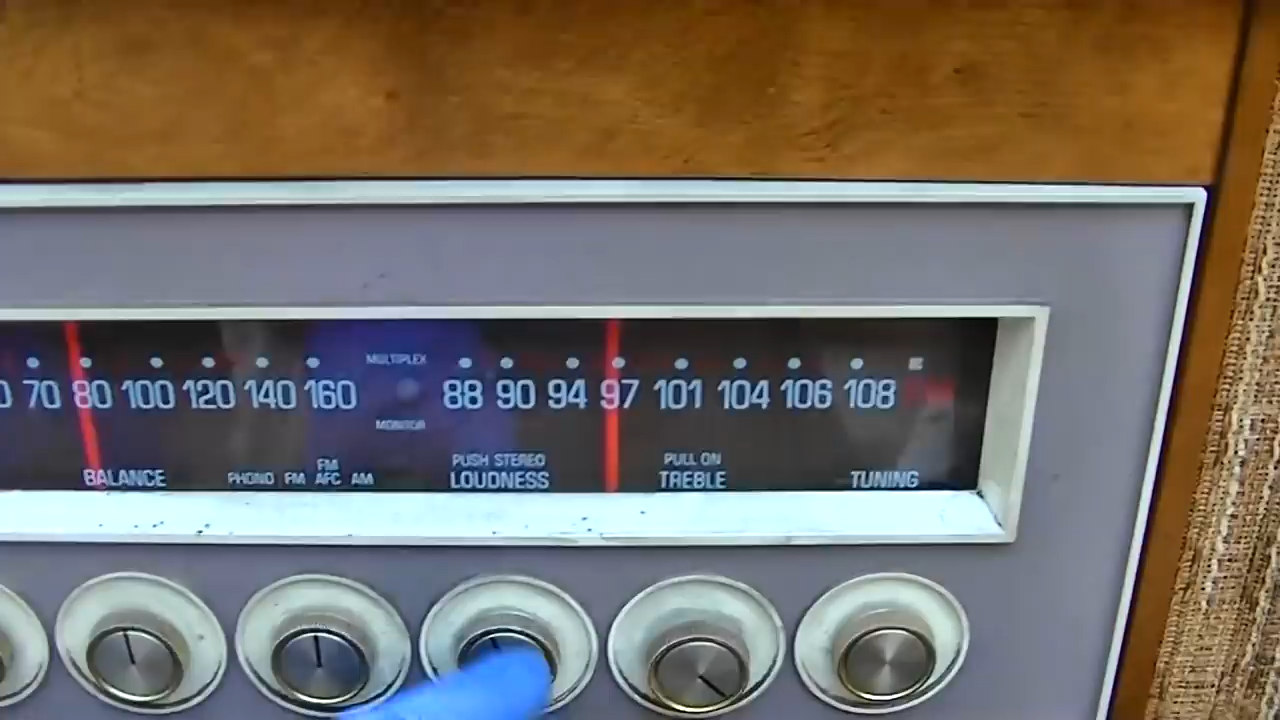 70 80 100 120 140 160
MULTIPLEX
88 90 94 97 101 104 106 108 FM
MONITOR
BALANCE
PHONO FM FM AFC AM
PUSH STEREO
LOUDNESS
PULL ON
TREBLE
TUNING